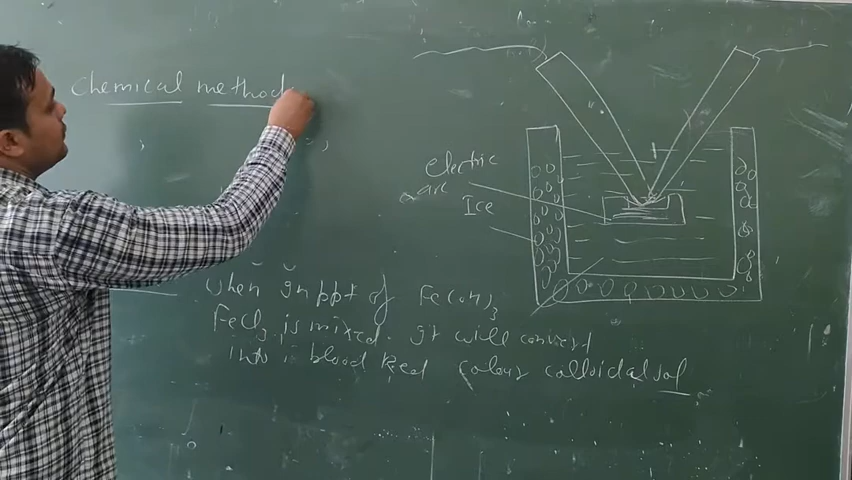 Chemical method
electric
arc
Ice
when in ppt of Fe(OH)3
FeCl3 is mixed. it will convert
into blood Red colour colloidal sol